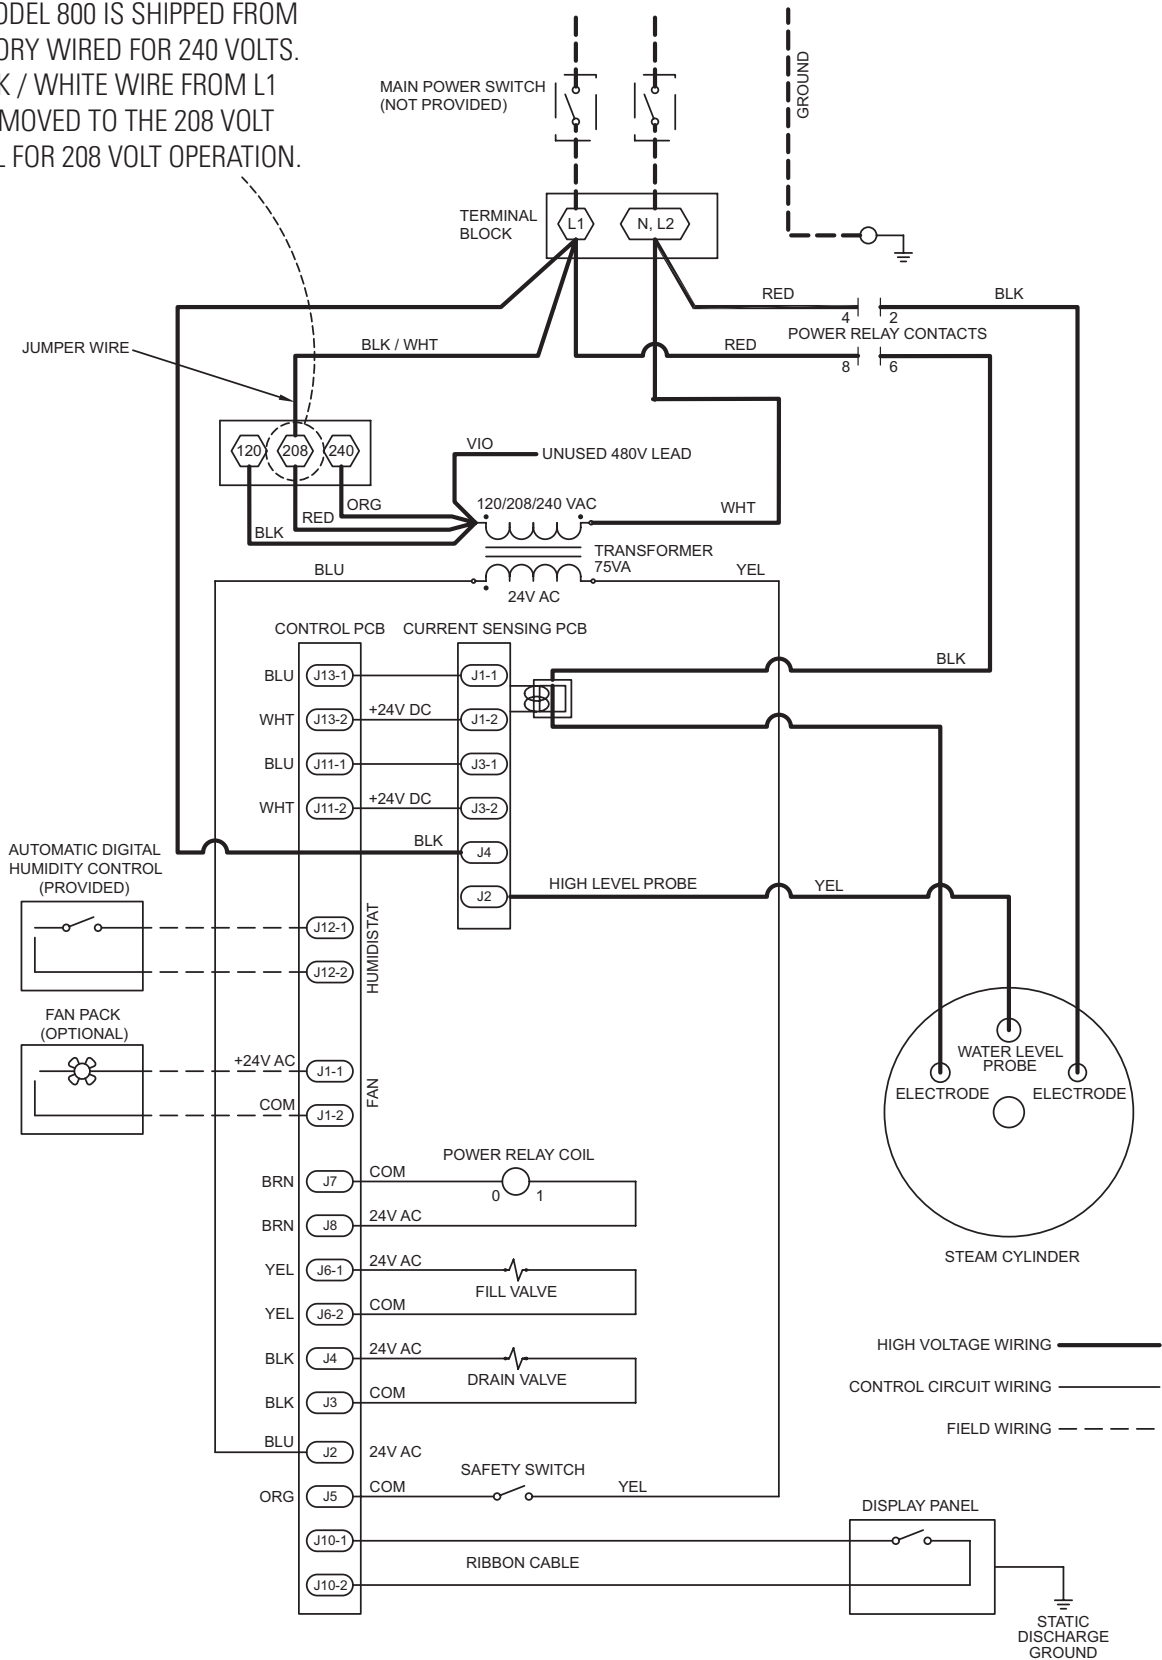 800 IS SHIPPED FROM
WIRED FOR 240 VOLTS.
/ WHITE WIRE FROM L1
MOVED TO THE 208 VOLT
FOR 208 VOLT OPERATION.
MAIN POWER SWITCH
(NOT PROVIDED)
GROUND
TERMINAL
BLOCK
L1
N, L2
RED
BLK
4
2
POWER RELAY CONTACTS
JUMPER WIRE
BLK / WHT
RED
8
6
120
208
240
VIO
UNUSED 480V LEAD
ORG
RED
BLK
120/208/240 VAC
WHT
TRANSFORMER
75VA
BLU
YEL
24V AC
CONTROL PCB
CURRENT SENSING PCB
BLU
J13-1
J1-1
BLK
WHT
J13-2
+24V DC
J1-2
BLU
J11-1
J3-1
WHT
J11-2
+24V DC
J3-2
BLK
J4
HIGH LEVEL PROBE
YEL
J2
AUTOMATIC DIGITAL
HUMIDITY CONTROL
(PROVIDED)
J12-1
J12-2
HUMIDISTAT
FAN PACK
(OPTIONAL)
+24V AC
J1-1
COM
J1-2
FAN
WATER LEVEL
PROBE
ELECTRODE
ELECTRODE
STEAM CYLINDER
POWER RELAY COIL
BRN
J7
COM
0
1
BRN
J8
24V AC
YEL
J6-1
24V AC
FILL VALVE
YEL
J6-2
COM
BLK
J4
24V AC
DRAIN VALVE
BLK
J3
COM
BLU
J2
24V AC
SAFETY SWITCH
ORG
J5
COM
YEL
J10-1
RIBBON CABLE
J10-2
HIGH VOLTAGE WIRING
CONTROL CIRCUIT WIRING
FIELD WIRING
DISPLAY PANEL
STATIC
DISCHARGE
GROUND